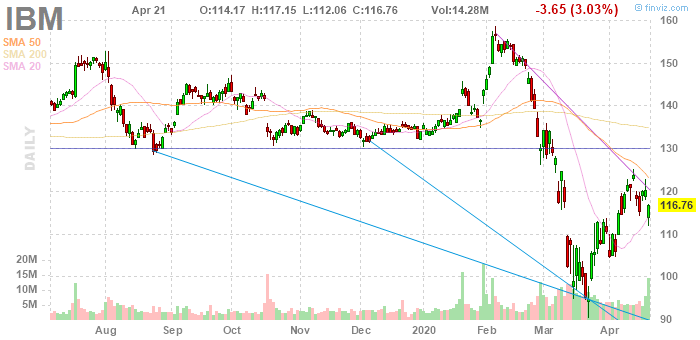 IBM
Apr 21 O:114.17 H:117.15 L:112.06 C:116.76 Vol:14.28M -3.65 (3.03%)
© finviz.com
SMA 50
SMA 200
SMA 20
DAILY
160
150
140
130
120
116.76
110
100
90
20M
15M
10M
5M
Aug Sep Oct Nov Dec 2020 Feb Mar Apr